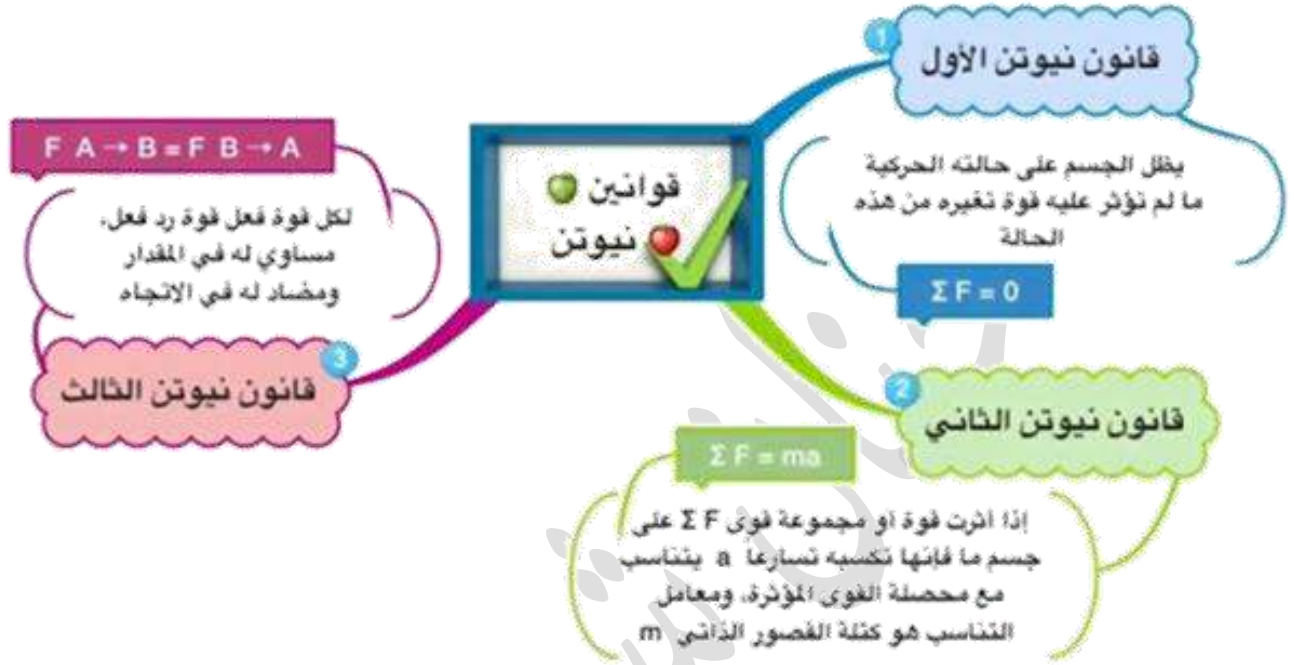 قوانين
نيوتن
1
قانون نيوتن الأول
يظل الجسم على حالته الحركية
ما لم تؤثر عليه قوة تغيره من هذه
الحالة
Σ F = 0
2
قانون نيوتن الثاني
Σ F = ma
إذا أثرت قوة أو مجموعة قوى Σ F على
جسم ما فإنها تكسبه تسارعاً a يتناسب
مع محصلة القوى المؤثرة، ومعامل
التناسب هو كتلة القصور الذاتي m
3
قانون نيوتن الثالث
F A → B = F B → A
لكل قوة فعل قوة رد فعل،
مساوي له في المقدار
ومضاد له في الاتجاه